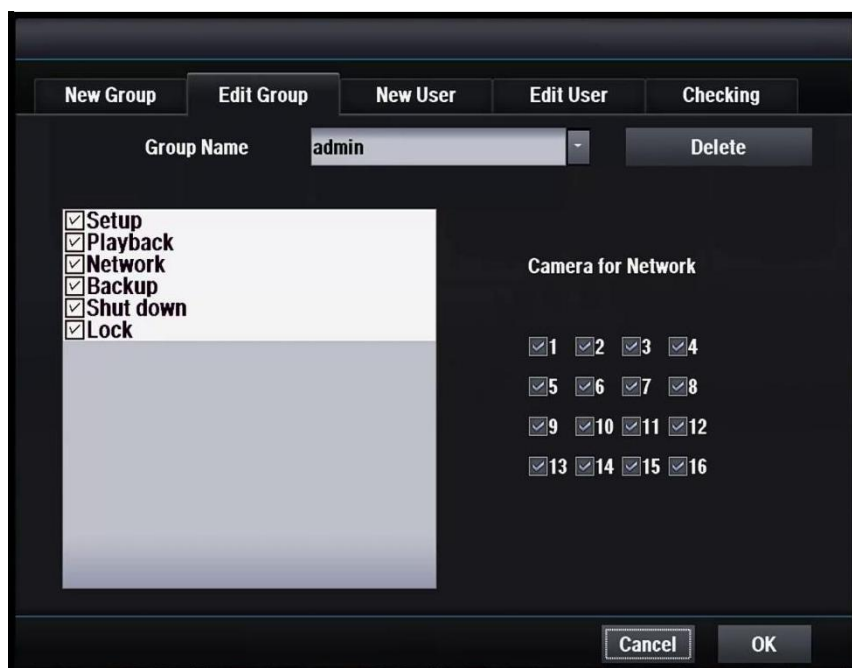 New Group Edit Group New User Edit User Checking
Group Name admin Delete
Setup
Playback
Network
Backup
Shut down
Lock
Camera for Network
1 2 3 4
5 6 7 8
9 10 11 12
13 14 15 16
Cancel OK